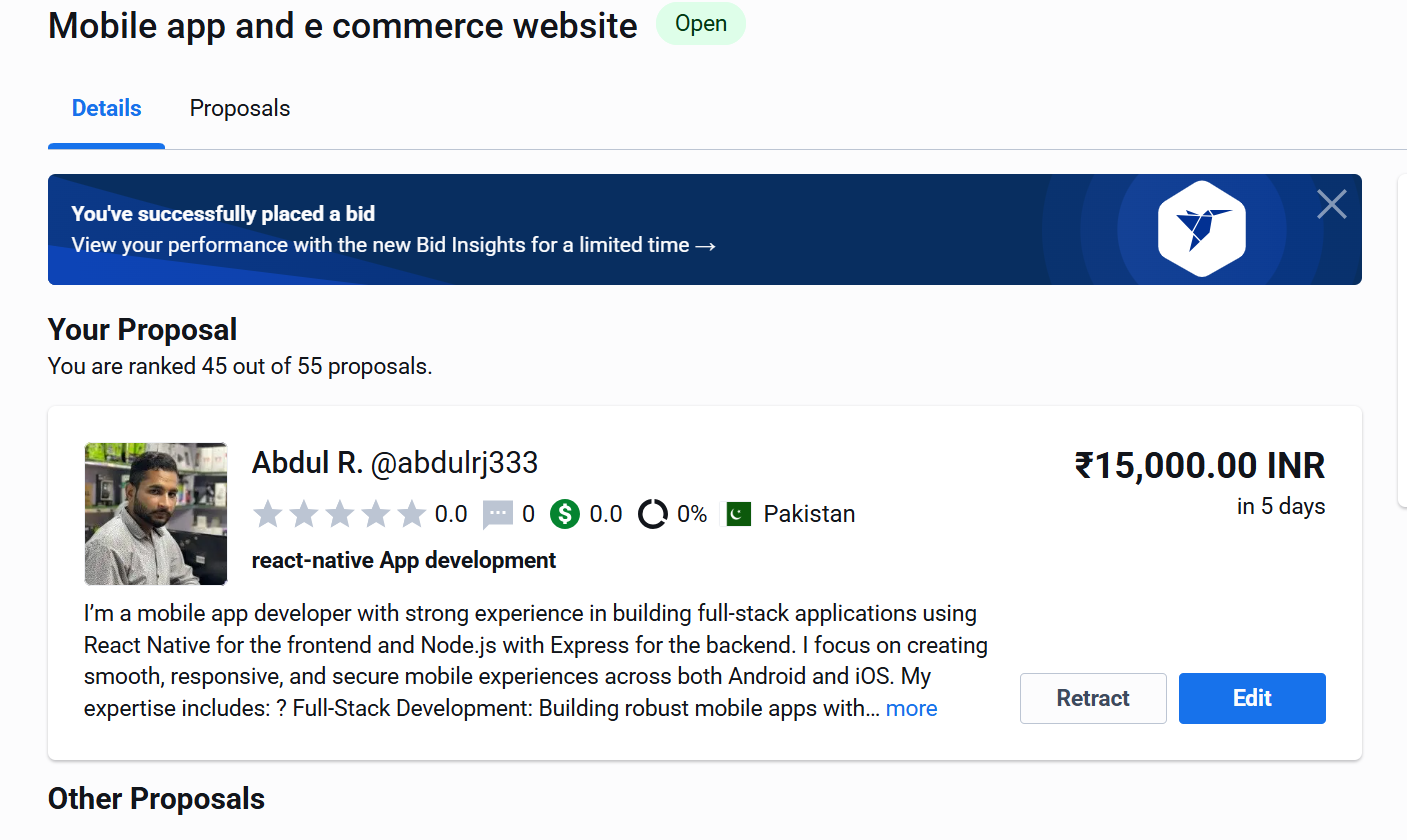 Mobile app and e commerce website Open
Details Proposals
You've successfully placed a bid
View your performance with the new Bid Insights for a limited time →
Your Proposal
You are ranked 45 out of 55 proposals.
Abdul R. @abdulrj333
₹15,000.00 INR
0.0 0 $ 0.0 0% Pakistan
in 5 days
react-native App development
I’m a mobile app developer with strong experience in building full-stack applications using
React Native for the frontend and Node.js with Express for the backend. I focus on creating
smooth, responsive, and secure mobile experiences across both Android and iOS. My
expertise includes: ? Full-Stack Development: Building robust mobile apps with... more
Retract Edit
Other Proposals